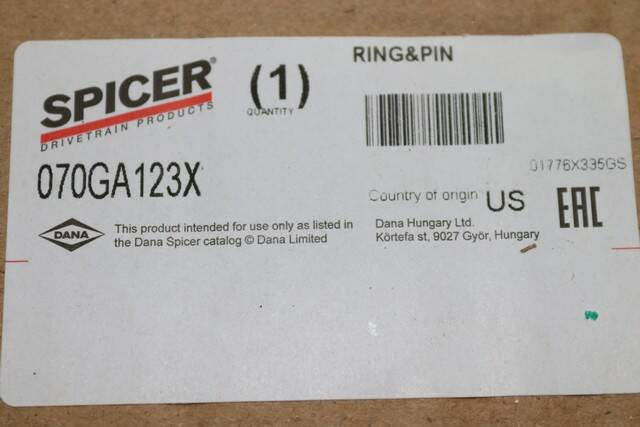 RING&PIN
SPICER®
DRIVETRAIN PRODUCTS
(1)
QUANTITY
070GA123X
01776X335GS
Country of origin US
EAC
DANA
This product intended for use only as listed in
the Dana Spicer catalog © Dana Limited
Dana Hungary Ltd.
Körtefa st, 9027 Győr, Hungary